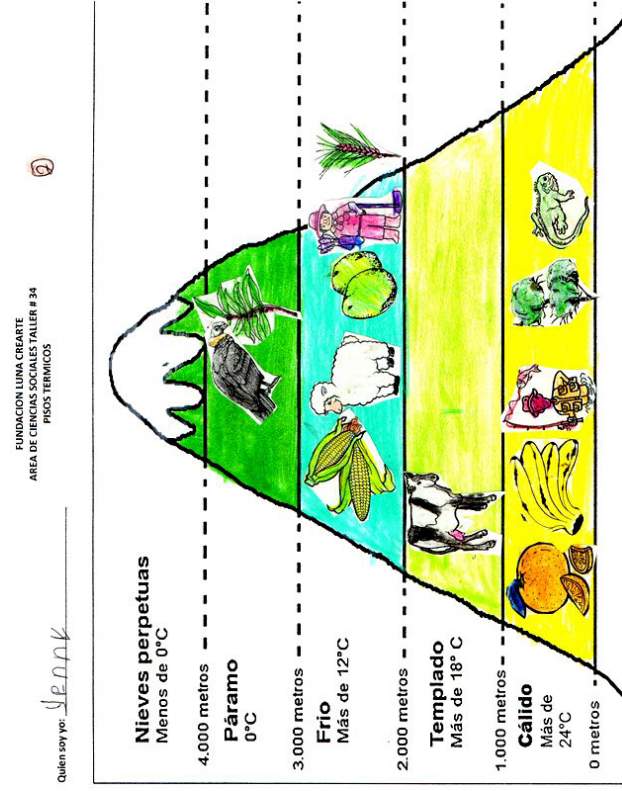 FUNDACION LUNA CREARTE
AREA DE CIENCIAS SOCIALES TALLER # 34
PISOS TERMICOS
Quien soy yo:
Nieves perpetuas
Menos de 0°C
4.000 metros
Páramo
0°C
3.000 metros
Frío
Más de 12°C
2.000 metros
Templado
Más de 18° C
1.000 metros
Cálido
Más de
24°C
0 metros